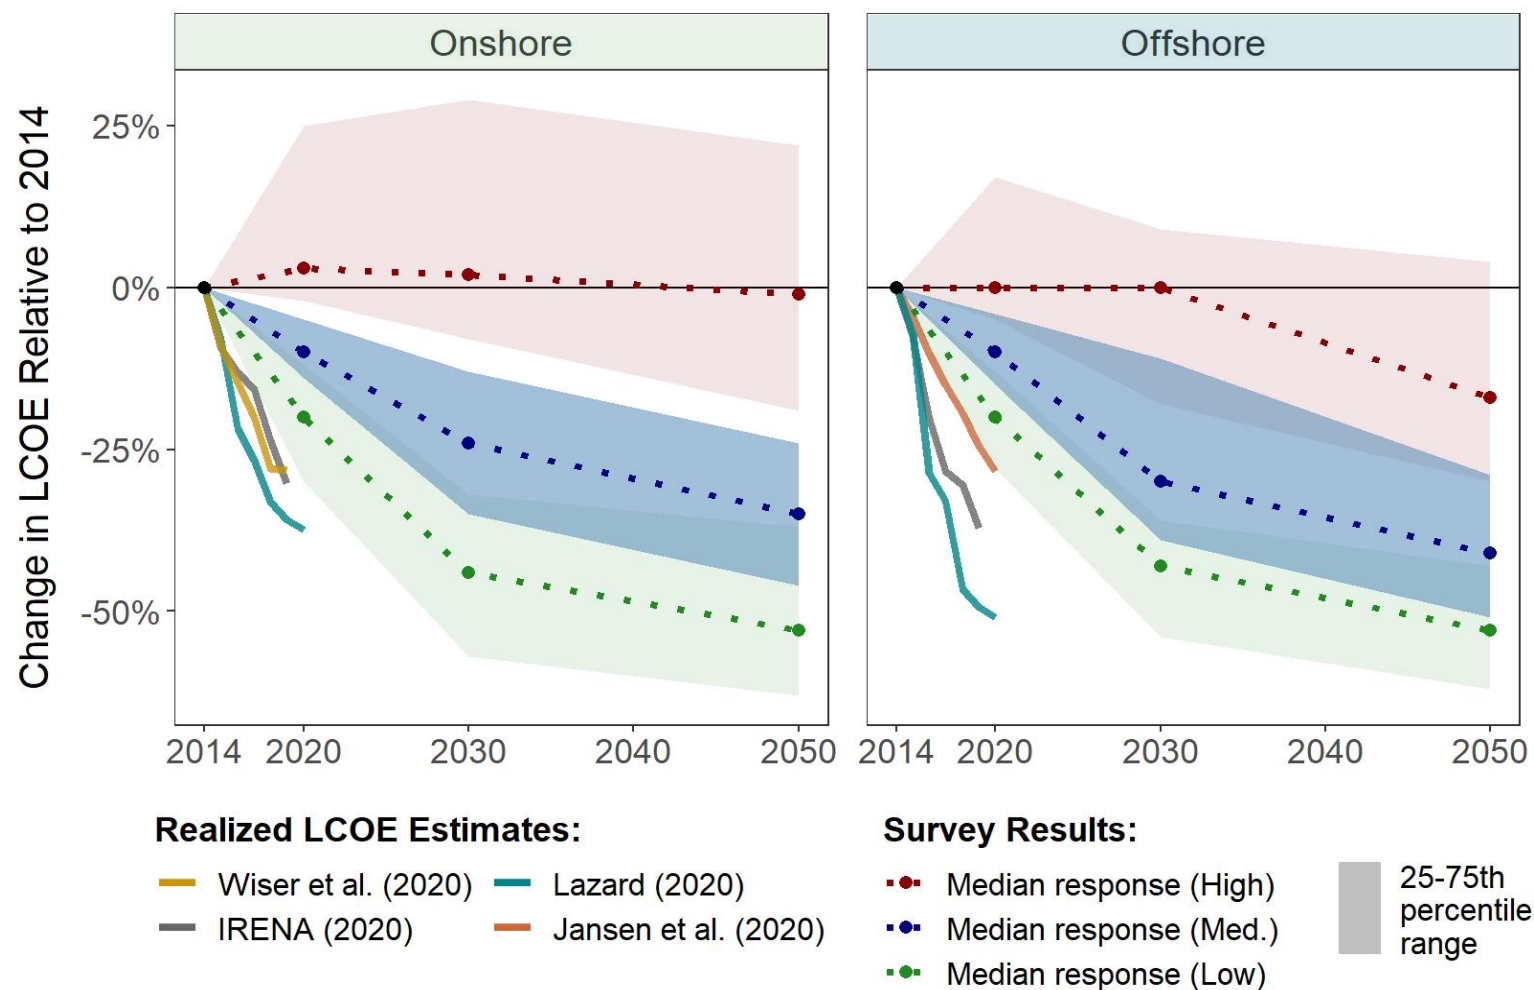 Onshore
Offshore
Change in LCOE Relative to 2014
25%
0%
-25%
-50%
2014 2020 2030 2040 2050
2014 2020 2030 2040 2050
Realized LCOE Estimates:
Wiser et al. (2020)
Lazard (2020)
IRENA (2020)
Jansen et al. (2020)
Survey Results:
Median response (High)
Median response (Med.)
Median response (Low)
25-75th
percentile
range